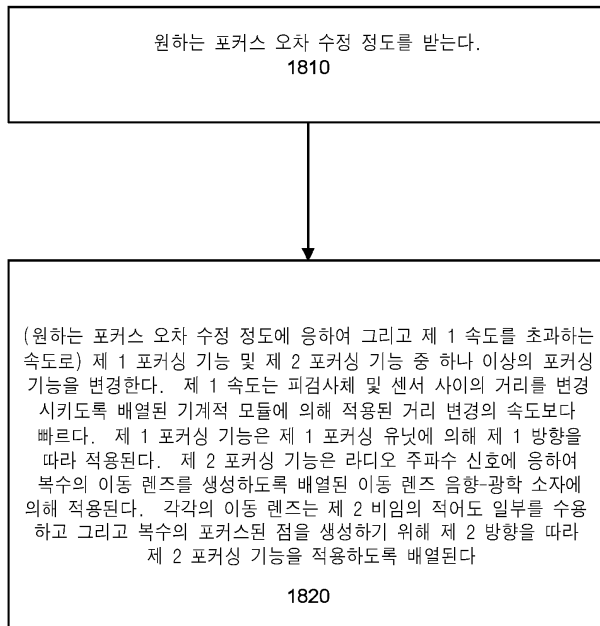 원하는 포커스 오차 수정 정도를 받는다.
1810
(원하는 포커스 오차 수정 정도에 응하여 그리고 제 1 속도를 초과하는
속도로) 제 1 포커싱 기능 및 제 2 포커싱 기능 중 하나 이상의 포커싱
기능을 변경한다. 제 1 속도는 피검사체 및 센서 사이의 거리를 변경
시키도록 배열된 기계적 모듈에 의해 적용된 거리 변경의 속도보다
빠르다. 제 1 포커싱 기능은 제 1 포커싱 유닛에 의해 제 1 방향을
따라 적용된다. 제 2 포커싱 기능은 라디오 주파수 신호에 응하여
복수의 이동 렌즈를 생성하도록 배열된 이동 렌즈 음향-광학 소자에
의해 적용된다. 각각의 이동 렌즈는 제 2 비임의 적어도 일부를 수용
하고 그리고 복수의 포커스된 점을 생성하기 위해 제 2 방향을 따라
제 2 포커싱 기능을 적용하도록 배열된다
1820